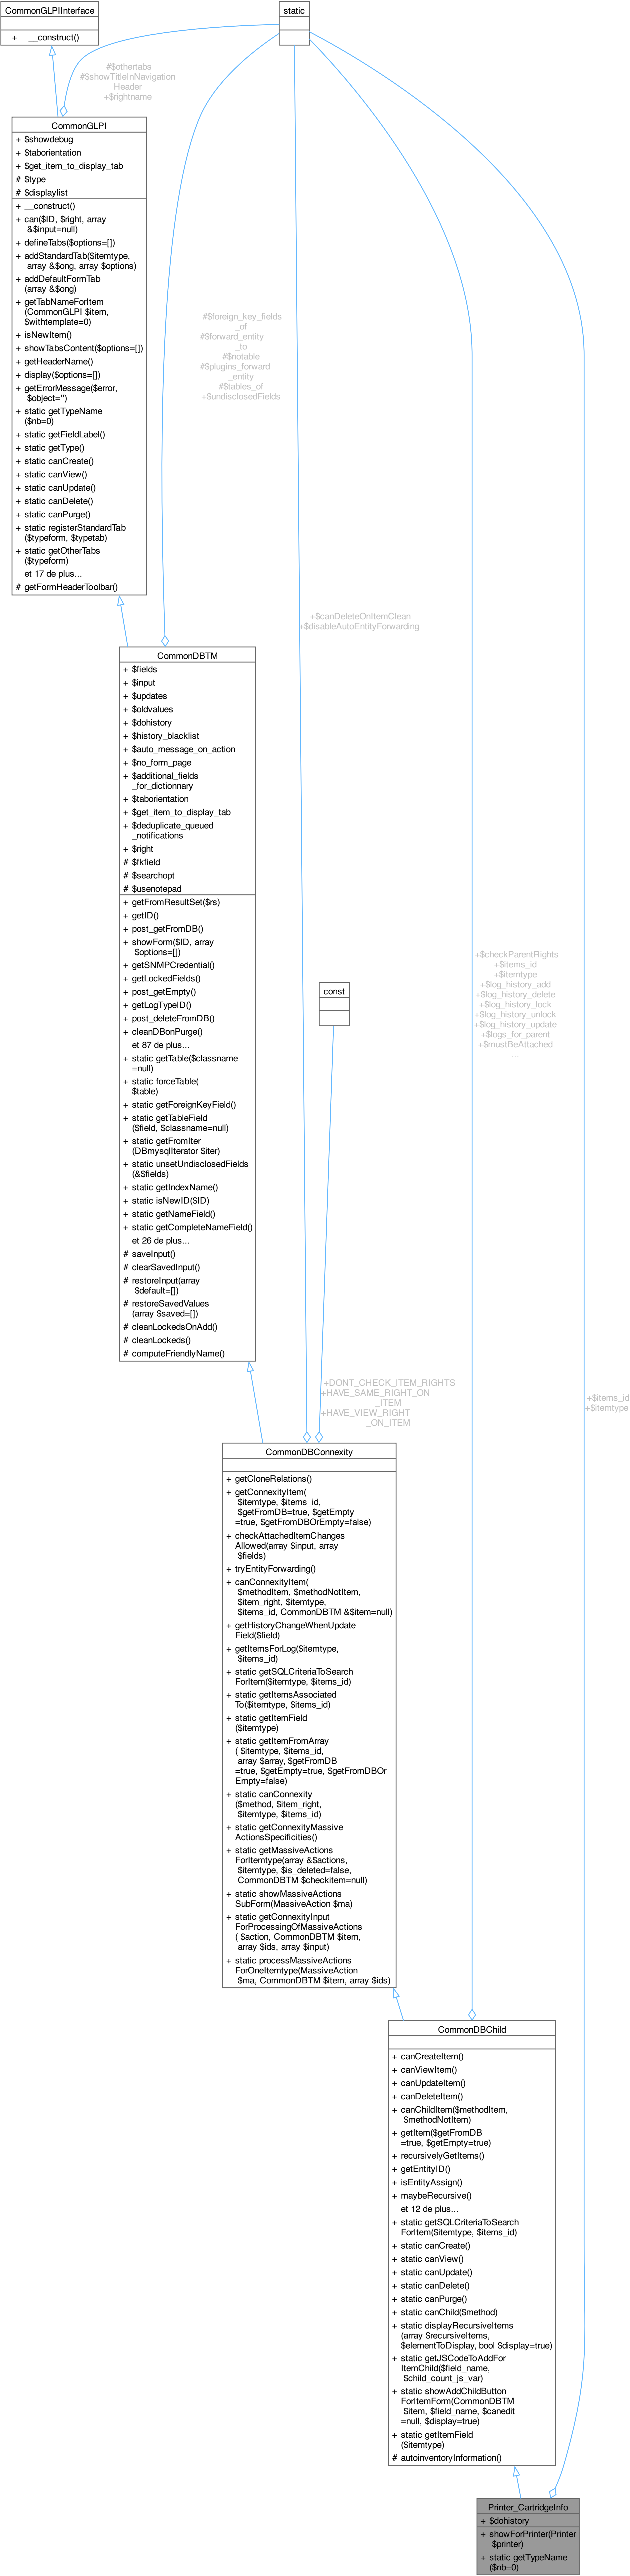 CommonGLPIInterface
+ __construct()
static
#$othertabs
#$showTitleInNavigation
Header
+$rightname
CommonGLPI
+ $showdebug
+ $taborientation
+ $get_item_to_display_tab
# $type
# $displaylist
+ __construct()
+ can($ID, $right, array
&$input=null)
+ defineTabs($options=[])
+ addStandardTab($itemtype,
array &$ong, array $options)
+ addDefaultFormTab
(array &$ong)
+ getTabNameForItem
(CommonGLPI $item,
$withtemplate=0)
+ isNewItem()
+ showTabsContent($options=[])
+ getHeaderName()
+ display($options=[])
+ getErrorMessage($error,
$object='')
+ static getTypeName
($nb=0)
+ static getFieldLabel()
+ static getType()
+ static canCreate()
+ static canView()
+ static canUpdate()
+ static canDelete()
+ static canPurge()
+ static registerStandardTab
($typeform, $typetab)
+ static getOtherTabs
($typeform)
et 17 de plus...
# getFormHeaderToolbar()
#$foreign_key_fields
_of
#$forward_entity
_to
#$notable
#$plugins_forward
_entity
#$tables_of
+$undisclosedFields
+$canDeleteOnItemClean
+$disableAutoEntityForwarding
CommonDBTM
+ $fields
+ $input
+ $updates
+ $oldvalues
+ $dohistory
+ $history_blacklist
+ $auto_message_on_action
+ $no_form_page
+ $additional_fields
_for_dictionnary
+ $taborientation
+ $get_item_to_display_tab
+ $deduplicate_queued
_notifications
+ $right
# $fkfield
# $searchopt
# $usenotepad
+ getFromResultSet($rs)
+ getID()
+ post_getFromDB()
+ showForm($ID, array
$options=[])
+ getSNMPCredential()
+ getLockedFields()
+ post_getEmpty()
+ getLogTypeID()
+ post_deleteFromDB()
+ cleanDBonPurge()
et 87 de plus...
+ static getTable($classname
=null)
+ static forceTable(
$table)
+ static getForeignKeyField()
+ static getTableField
($field, $classname=null)
+ static getFromIter
(DBmysqlIterator $iter)
+ static unsetUndisclosedFields
(&$fields)
+ static getIndexName()
+ static isNewID($ID)
+ static getNameField()
+ static getCompleteNameField()
et 26 de plus...
# saveInput()
# clearSavedInput()
# restoreInput(array
$default=[])
# restoreSavedValues
(array $saved=[])
# cleanLockedsOnAdd()
# cleanLockeds()
# computeFriendlyName()
const
+$checkParentRights
+$items_id
+$itemtype
+$log_history_add
+$log_history_delete
+$log_history_lock
+$log_history_unlock
+$log_history_update
+$logs_for_parent
+$mustBeAttached
...
+DONT_CHECK_ITEM_RIGHTS
+HAVE_SAME_RIGHT_ON
_ITEM
+HAVE_VIEW_RIGHT
_ON_ITEM
+$items_id
+$itemtype
CommonDBConnexity
+ getCloneRelations()
+ getConnexityItem(
$itemtype, $items_id,
$getFromDB=true, $getEmpty
=true, $getFromDBOrEmpty=false)
+ checkAttachedItemChanges
Allowed(array $input, array
$fields)
+ tryEntityForwarding()
+ canConnexityItem(
$methodItem, $methodNotItem,
$item_right, $itemtype,
$items_id, CommonDBTM &$item=null)
+ getHistoryChangeWhenUpdate
Field($field)
+ getItemsForLog($itemtype,
$items_id)
+ static getSQLCriteriaToSearch
ForItem($itemtype, $items_id)
+ static getItemsAssociated
To($itemtype, $items_id)
+ static getItemField
($itemtype)
+ static getItemFromArray
( $itemtype, $items_id,
array $array, $getFromDB
=true, $getEmpty=true, $getFromDBOr
Empty=false)
+ static canConnexity
($method, $item_right,
$itemtype, $items_id)
+ static getConnexityMassive
ActionsSpecificities()
+ static getMassiveActions
ForItemtype(array &$actions,
$itemtype, $is_deleted=false,
CommonDBTM $checkitem=null)
+ static showMassiveActions
SubForm(MassiveAction $ma)
+ static getConnexityInput
ForProcessingOfMassiveActions
( $action, CommonDBTM $item,
array $ids, array $input)
+ static processMassiveActions
ForOneItemtype(MassiveAction
$ma, CommonDBTM $item, array $ids)
CommonDBChild
+ canCreateItem()
+ canViewItem()
+ canUpdateItem()
+ canDeleteItem()
+ canChildItem($methodItem,
$methodNotItem)
+ getItem($getFromDB
=true, $getEmpty=true)
+ recursivelyGetItems()
+ getEntityID()
+ isEntityAssign()
+ maybeRecursive()
et 12 de plus...
+ static getSQLCriteriaToSearch
ForItem($itemtype, $items_id)
+ static canCreate()
+ static canView()
+ static canUpdate()
+ static canDelete()
+ static canPurge()
+ static canChild($method)
+ static displayRecursiveItems
(array $recursiveItems,
$elementToDisplay, bool $display=true)
+ static getJSCodeToAddFor
ItemChild($field_name,
$child_count_js_var)
+ static showAddChildButton
ForItemForm(CommonDBTM
$item, $field_name, $canedit
=null, $display=true)
+ static getItemField
($itemtype)
# autoinventoryInformation()
Printer_CartridgeInfo
+ $dohistory
+ showForPrinter(Printer
$printer)
+ static getTypeName
($nb=0)